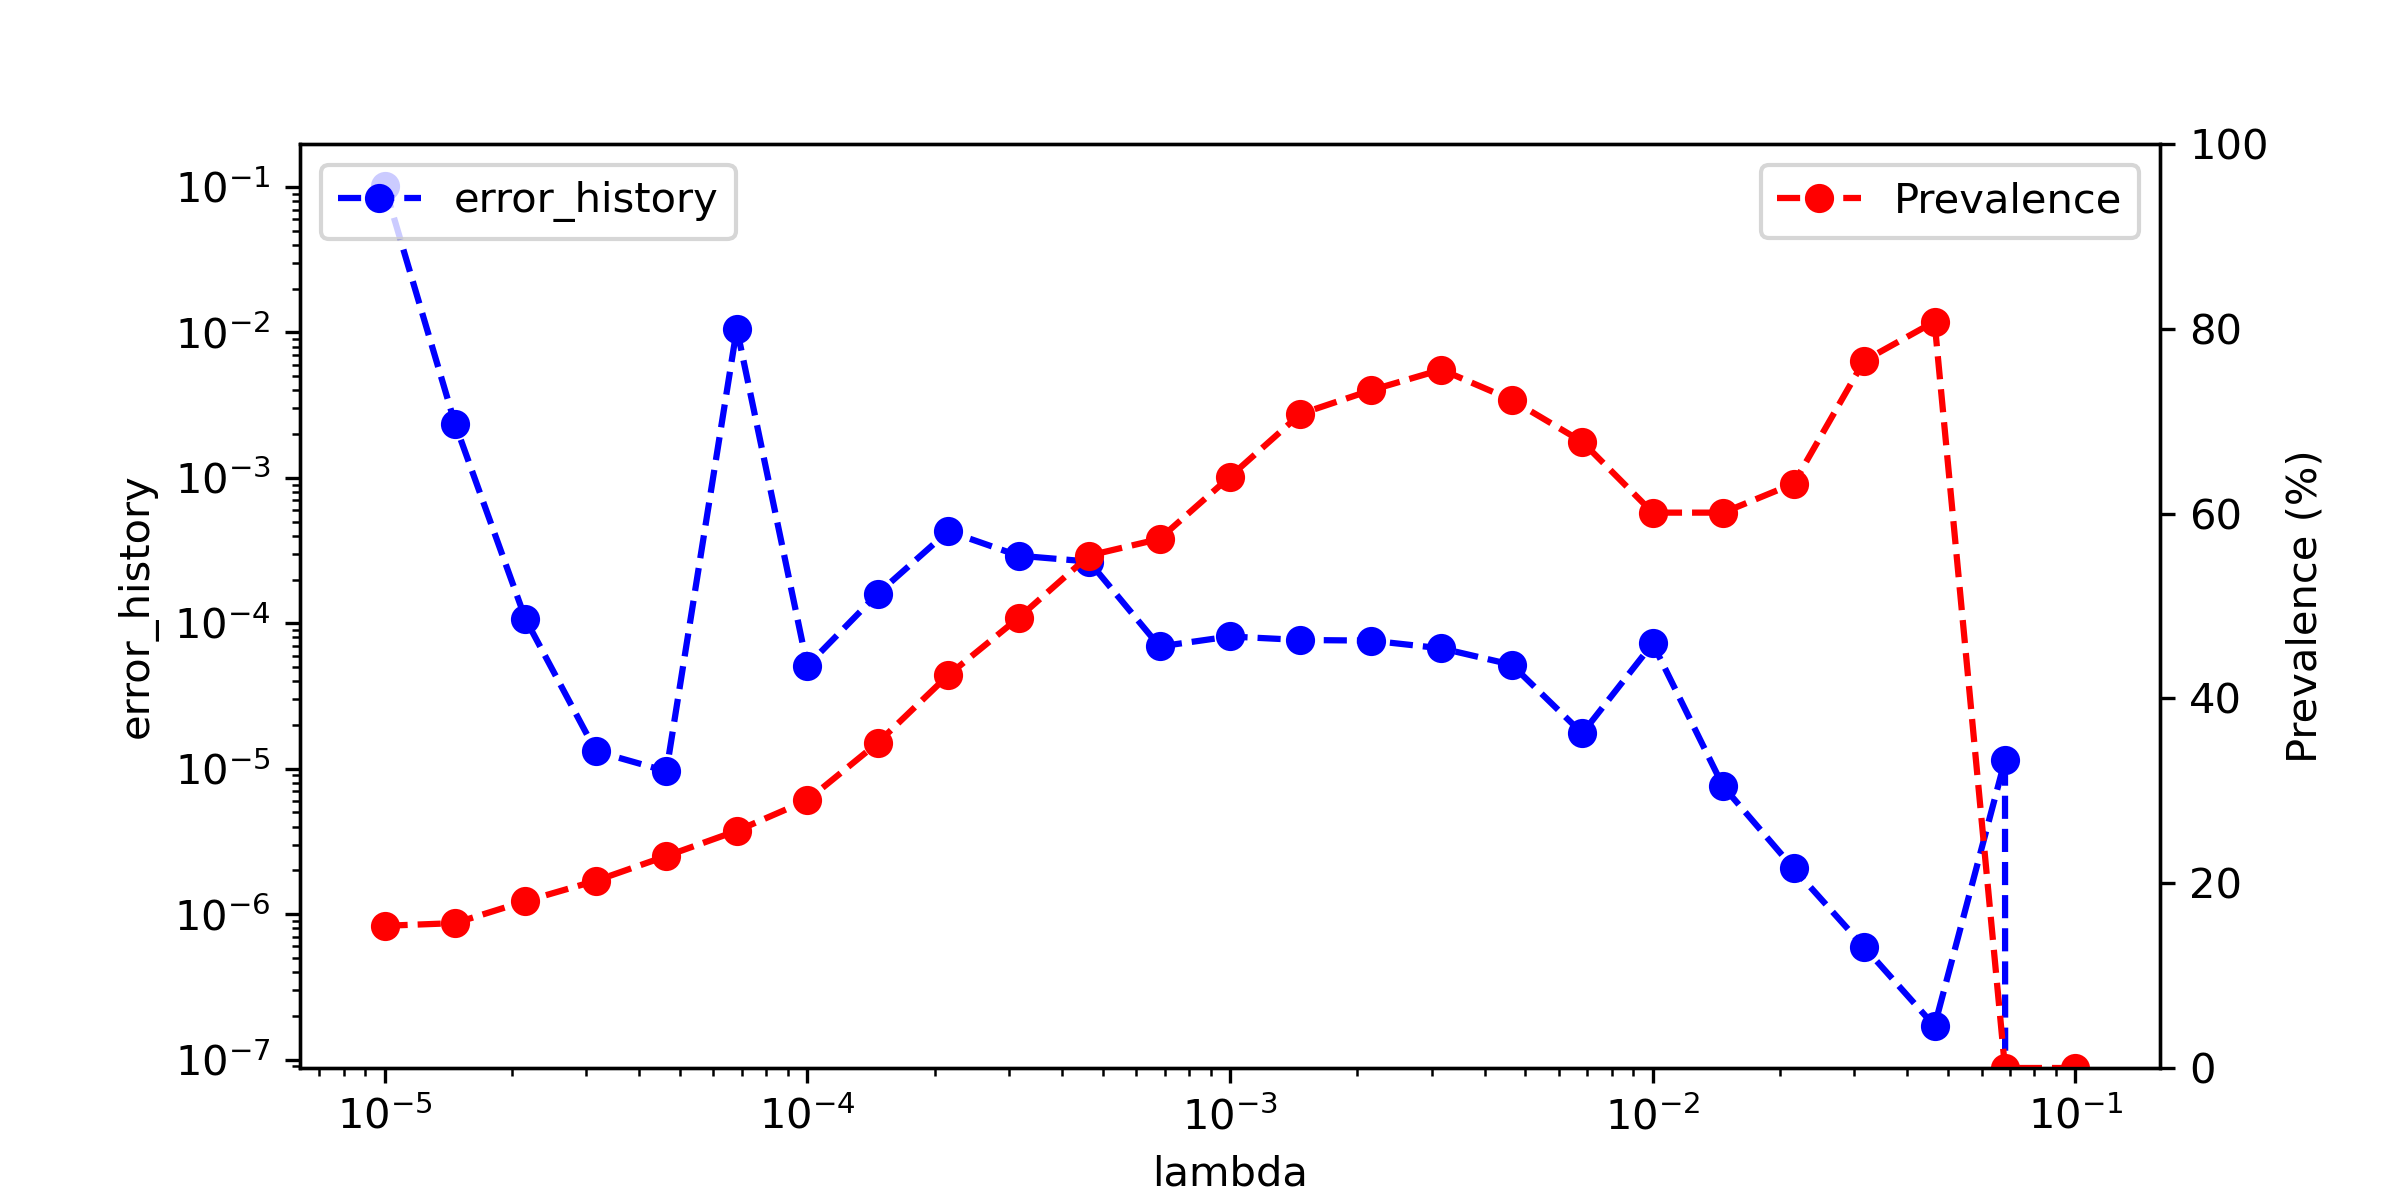 error_history
Prevalence
10⁻¹
10⁻²
10⁻³
10⁻⁴
10⁻⁵
10⁻⁶
10⁻⁷
error_history
100
80
60
40
20
0
Prevalence (%)
10⁻⁵ 10⁻⁴ 10⁻³ 10⁻² 10⁻¹
lambda